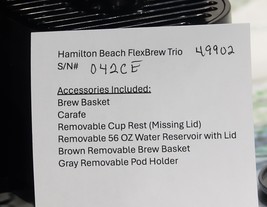 Hamilton Beach FlexBrew Trio 49902
S/N# 042CE
Accessories Included:
Brew Basket
Carafe
Removable Cup Rest (Missing Lid)
Removable 56 OZ Water Reservoir with Lid
Brown Removable Brew Basket
Gray Removable Pod Holder